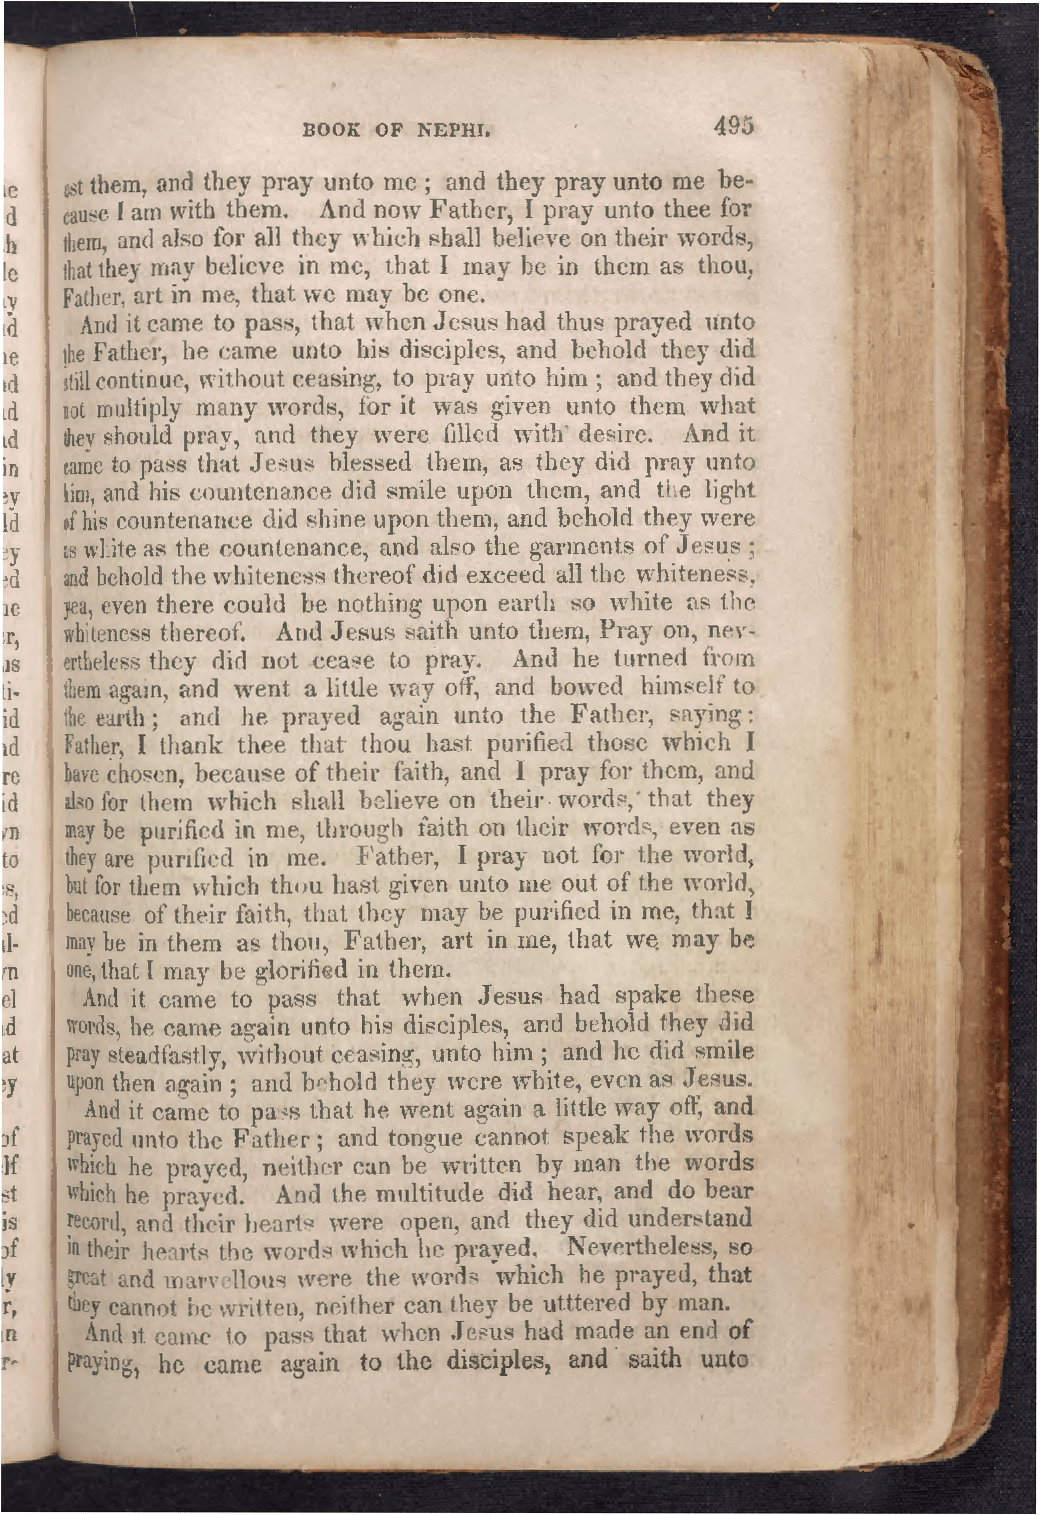 BOOK OF NEPHI. 495
est them, and they pray unto me ; and they pray unto me be-
cause I am with them. And now Father, I pray unto thee for
them, and also for all they which shall believe on their words,
that they may believe in me, that I may be in them as thou,
Father, art in me, that we may be one.
And it came to pass, that when Jesus had thus prayed unto
the Father, he came unto his disciples, and behold they did
still continue, without ceasing, to pray unto him ; and they did
not multiply many words, for it was given unto them what
they should pray, and they were filled with desire. And it
came to pass that Jesus blessed them, as they did pray unto
him, and his countenance did smile upon them, and the light
of his countenance did shine upon them, and behold they were
as white as the countenance, and also the garments of Jesus ;
and behold the whiteness thereof did exceed all the whiteness,
yea, even there could be nothing upon earth so white as the
whiteness thereof. And Jesus saith unto them, Pray on, nev-
ertheless they did not cease to pray. And he turned from
them again, and went a little way off, and bowed himself to
the earth ; and he prayed again unto the Father, saying :
Father, I thank thee that thou hast purified those which I
have chosen, because of their faith, and I pray for them, and
also for them which shall believe on their words, that they
may be purified in me, through faith on their words, even as
they are purified in me. Father, I pray not for the world,
but for them which thou hast given unto me out of the world,
because of their faith, that they may be purified in me, that I
may be in them as thou, Father, art in me, that we may be
one, that I may be glorified in them.
And it came to pass that when Jesus had spake these
words, he came again unto his disciples, and behold they did
pray steadfastly, without ceasing, unto him ; and he did smile
upon then again ; and behold they were white, even as Jesus.
And it came to pass that he went again a little way off, and
prayed unto the Father ; and tongue cannot speak the words
which he prayed, neither can be written by man the words
which he prayed. And the multitude did hear, and do bear
record, and their hearts were open, and they did understand
in their hearts the words which he prayed. Nevertheless, so
great and marvellous were the words which he prayed, that
they cannot be written, neither can they be utttered by man.
And it came to pass that when Jesus had made an end of
praying, he came again to the disciples, and saith unto